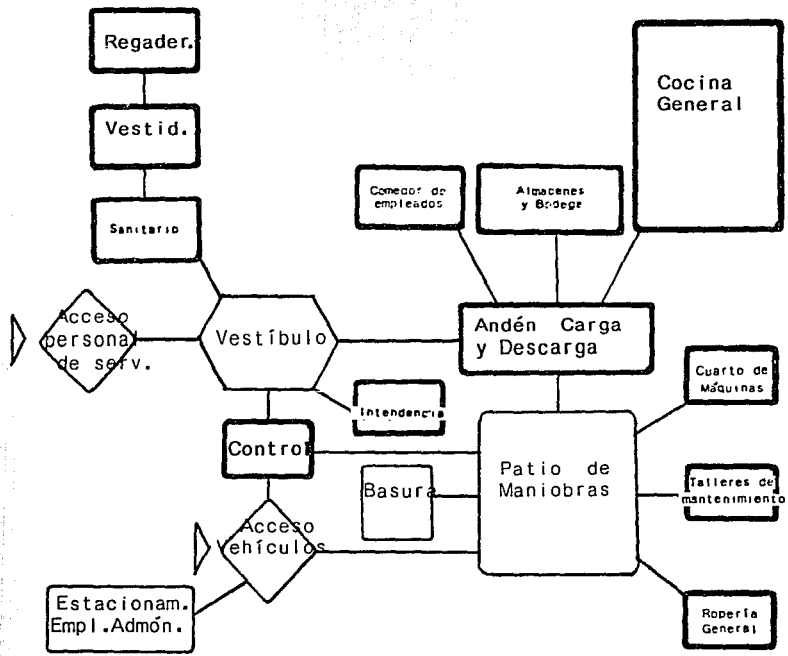 Regader.
Vestid.
Sanitario
Cocina
General
Comedor de
empleados
Almacenes
y Bodega
Acceso
personal
de serv.
Vestíbulo
Andén Carga
y Descarga
Cuarto de
Máquinas
Intendencia
Control
Patio de
Maniobras
Basura
Talleres de
mantenimiento
Acceso
Vehículos
Estacionam.
Empl.Admón.
Ropería
General